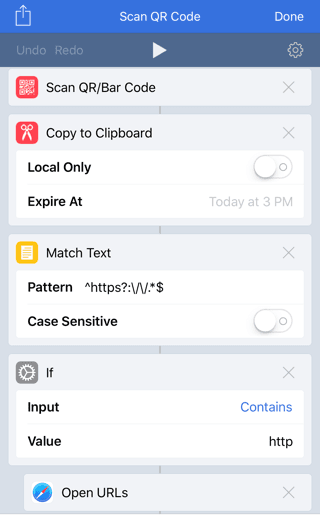 Scan QR Code
Done
Undo Redo
Scan QR/Bar Code
Copy to Clipboard
Local Only
Expire At Today at 3 PM
Match Text
Pattern ^https?:\/\/.*$
Case Sensitive
If
Input Contains
Value http
Open URLs